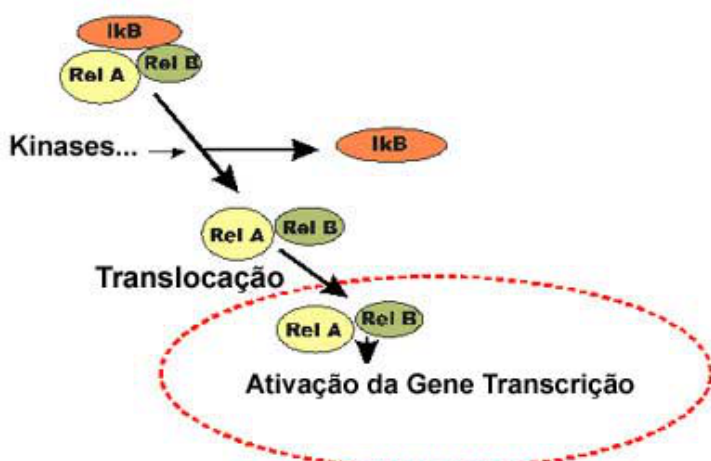 IkB
Rel A Rel B
Kinases...
IkB
Rel A Rel B
Translocação
Rel A Rel B
Ativação da Gene Transcrição